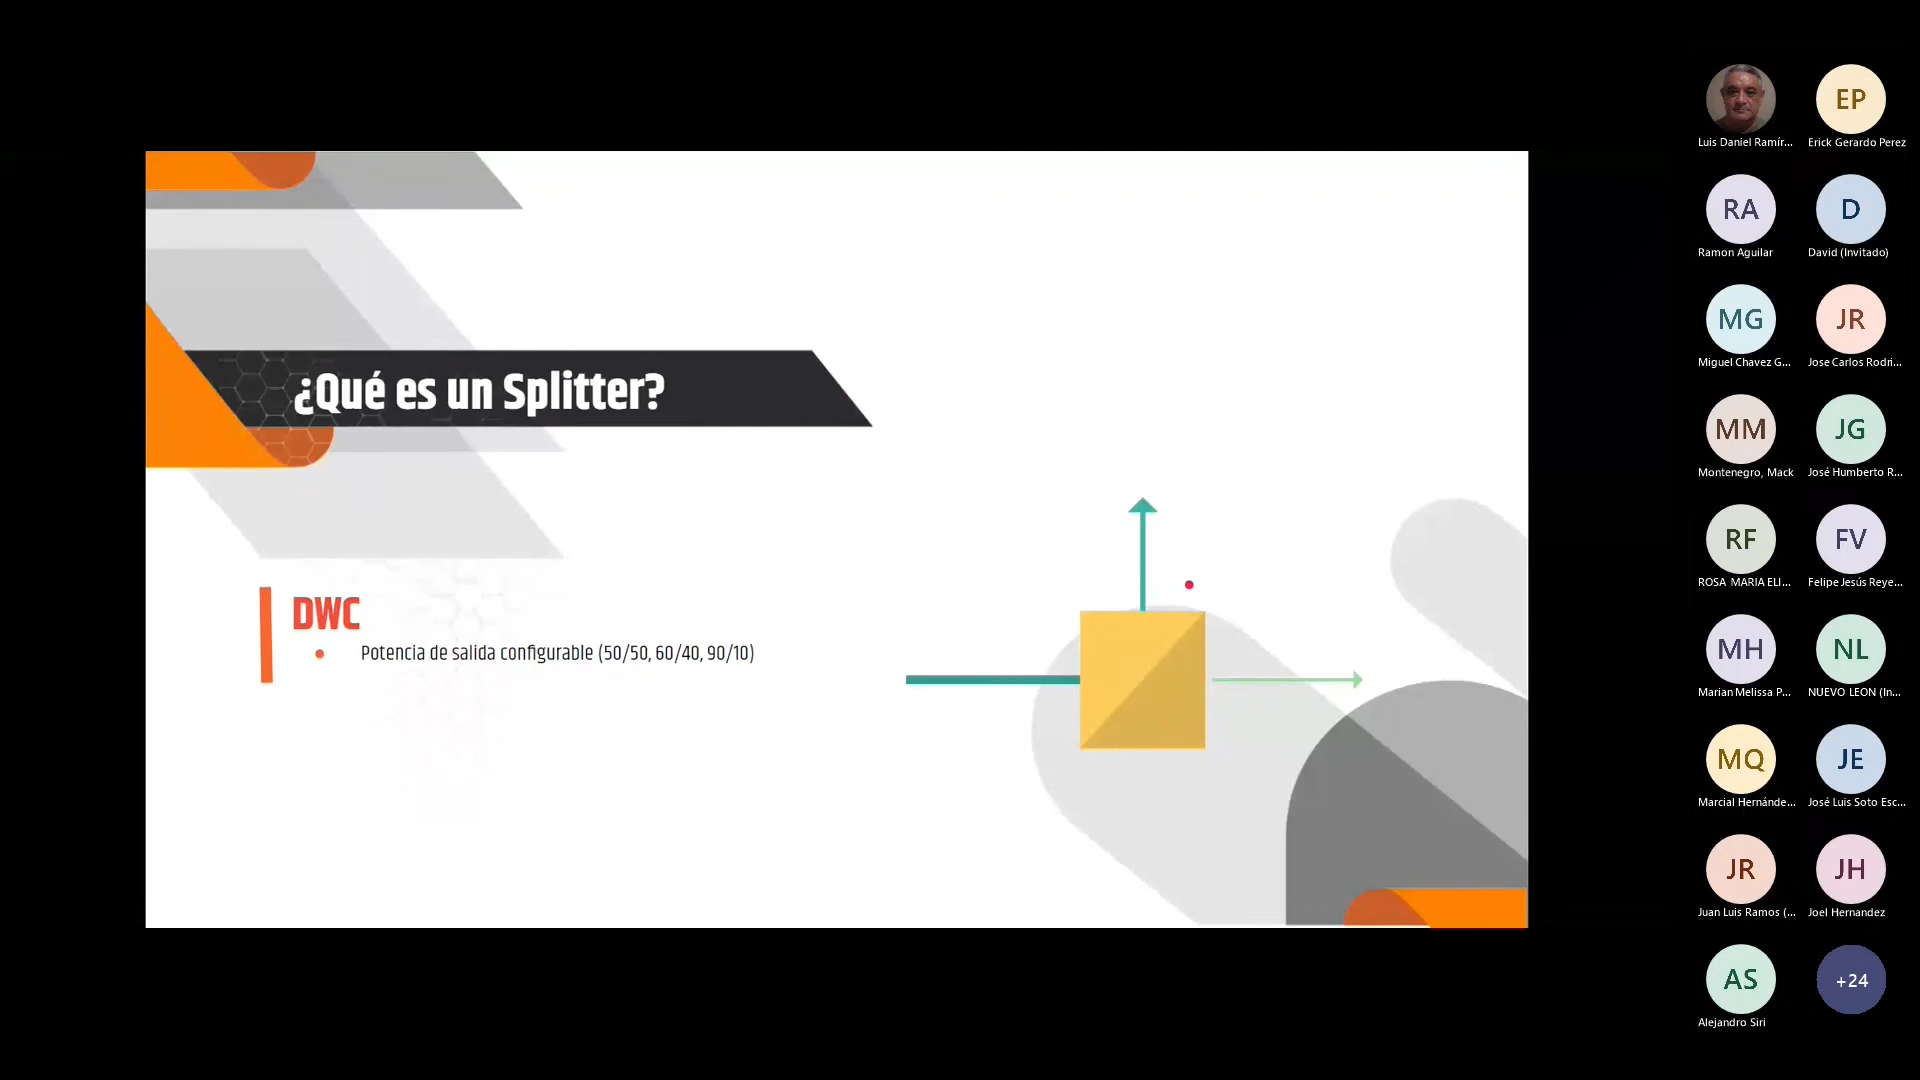 ¿Qué es un Splitter?
DWC
• Potencia de salida configurable (50/50, 60/40, 90/10)
Luis Daniel Ramír...
EP
Erick Gerardo Perez
RA
Ramon Aguilar
D
David (Invitado)
MG
Miguel Chavez G...
JR
Jose Carlos Rodri...
MM
Montenegro, Mack
JG
José Humberto R...
RF
ROSA MARIA ELI...
FV
Felipe Jesús Reye...
MH
Marian Melissa P...
NL
NUEVO LEON (In...
MQ
Marcial Hernánde...
JE
José Luis Soto Esc...
JR
Juan Luis Ramos (...
JH
Joel Hernandez
AS
Alejandro Siri
+24